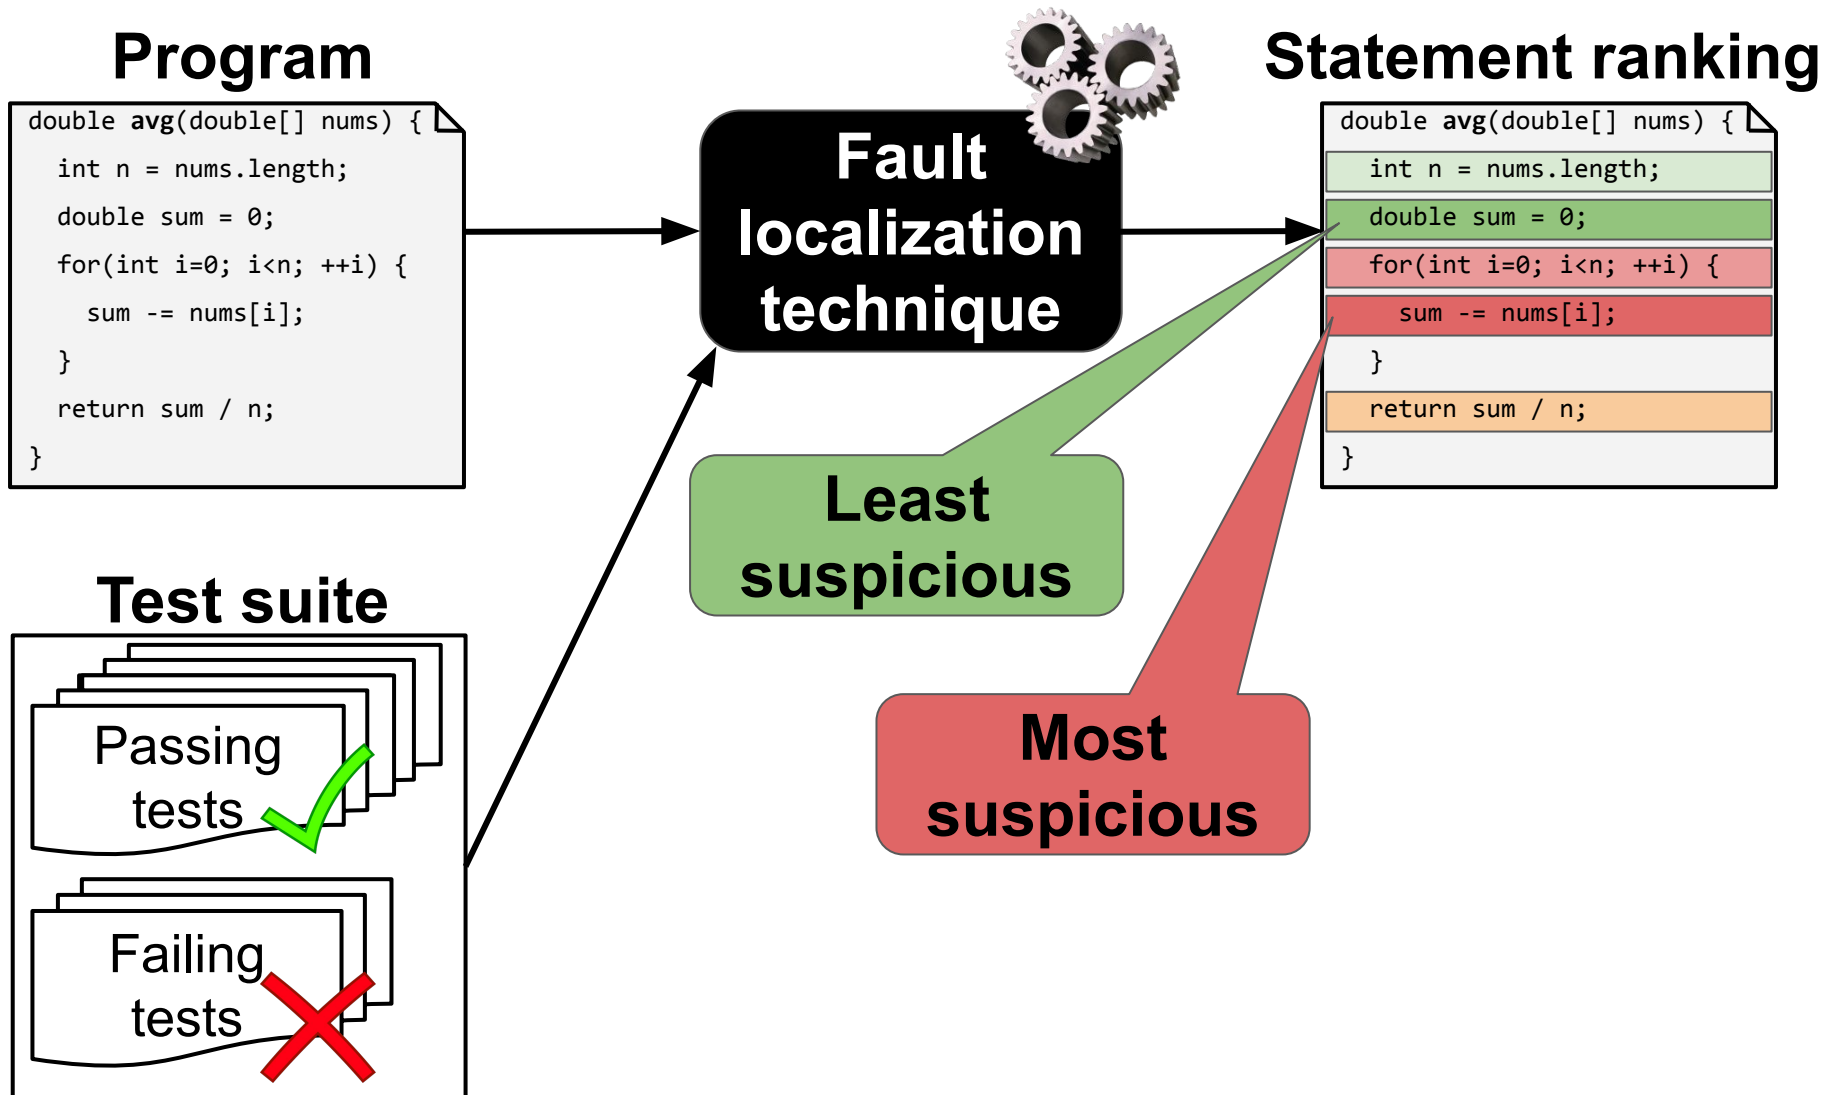 Program
double avg(double[] nums) {
  int n = nums.length;
  double sum = 0;
  for(int i=0; i<n; ++i) {
    sum -= nums[i];
  }
  return sum / n;
}
Test suite
Passing
tests
Failing
tests
Fault
localization
technique
Least
suspicious
Most
suspicious
Statement ranking
double avg(double[] nums) {
  int n = nums.length;
  double sum = 0;
  for(int i=0; i<n; ++i) {
    sum -= nums[i];
  }
  return sum / n;
}